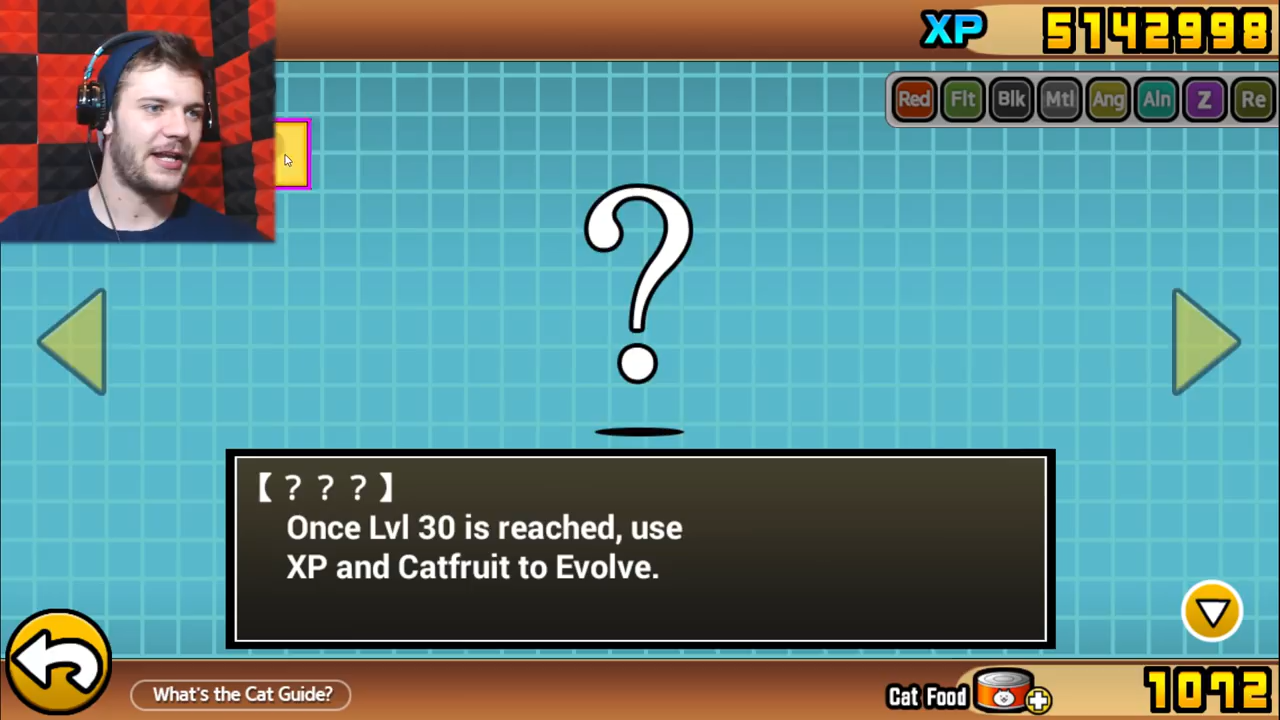 XP 5142998
Red Flt Blk Mtl Ang Aln Z Re
?
【???】
Once Lvl 30 is reached, use
XP and Catfruit to Evolve.
What's the Cat Guide?
Cat Food 1072